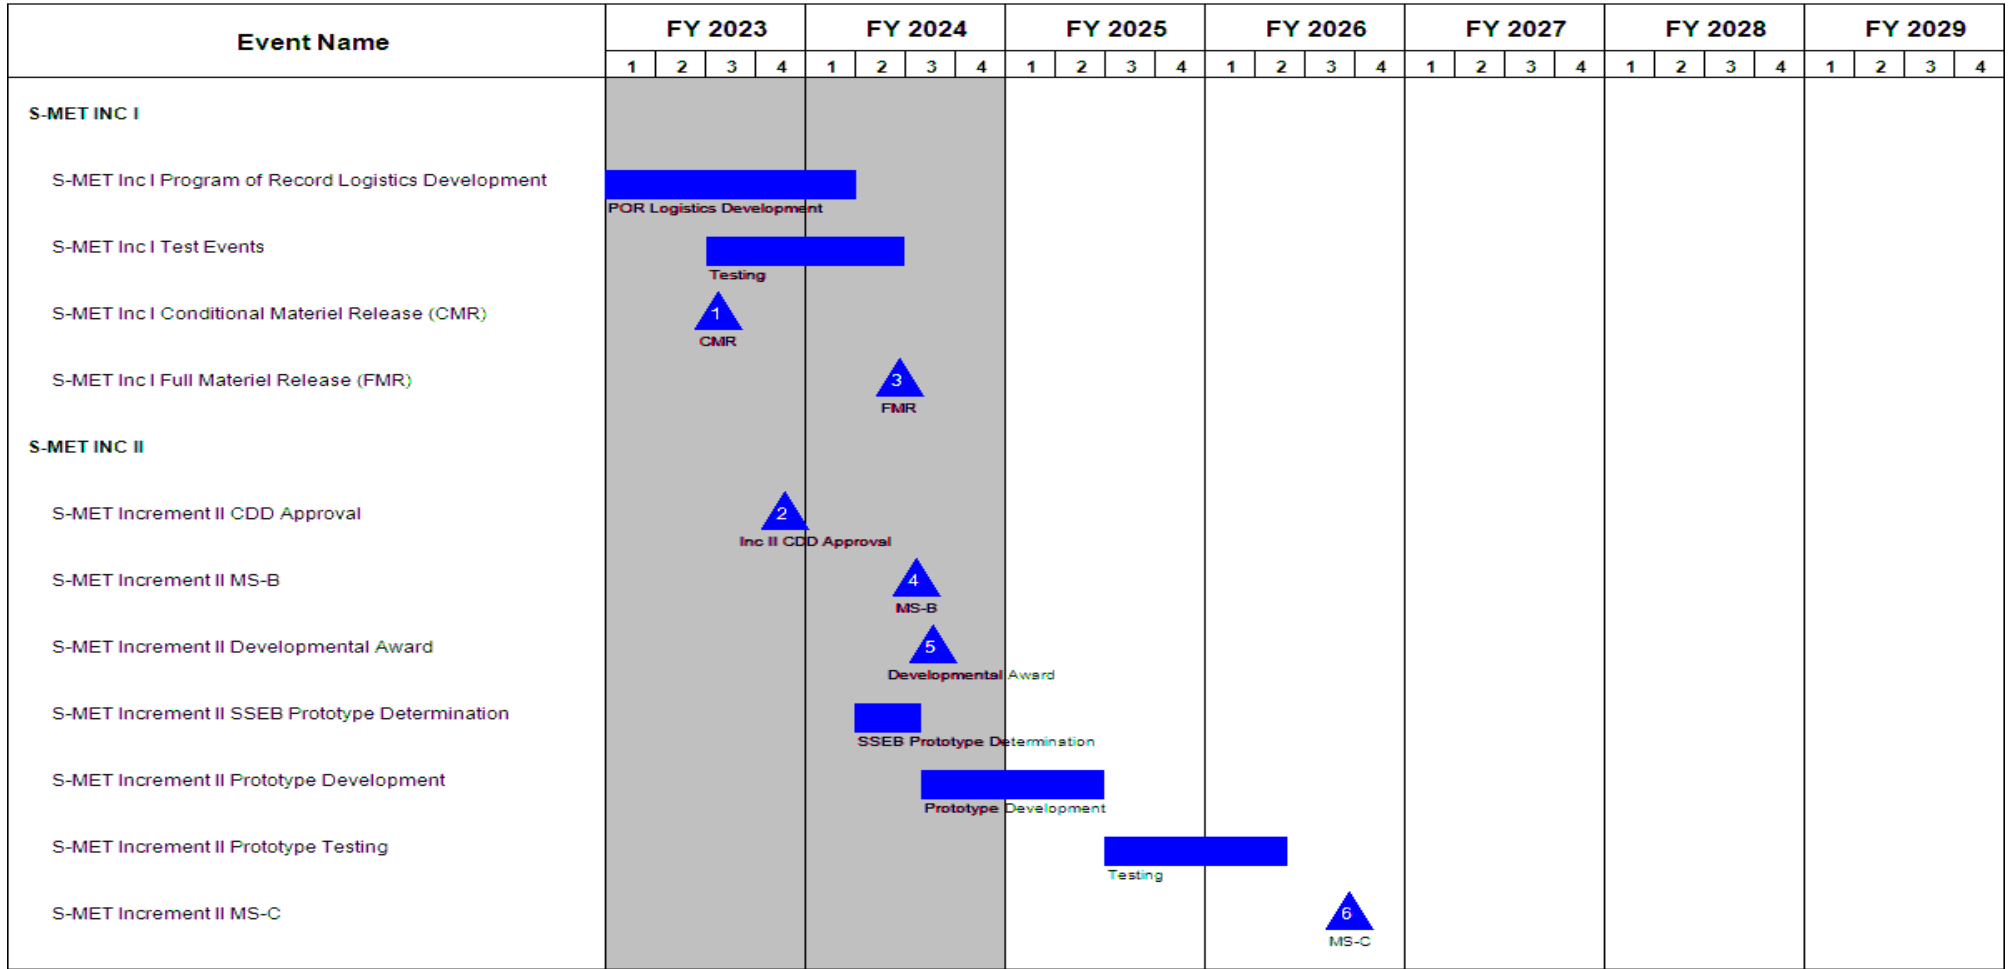 Event Name
FY 2023 FY 2024 FY 2025 FY 2026 FY 2027 FY 2028 FY 2029
1 2 3 4 1 2 3 4 1 2 3 4 1 2 3 4 1 2 3 4 1 2 3 4 1 2 3 4
S-MET INC I
S-MET Inc I Program of Record Logistics Development
POR Logistics Development
S-MET Inc I Test Events
Testing
S-MET Inc I Conditional Materiel Release (CMR)
1
CMR
S-MET Inc I Full Materiel Release (FMR)
3
FMR
S-MET INC II
S-MET Increment II CDD Approval
2
Inc II CDD Approval
S-MET Increment II MS-B
4
MS-B
S-MET Increment II Developmental Award
5
Developmental Award
S-MET Increment II SSEB Prototype Determination
SSEB Prototype Determination
S-MET Increment II Prototype Development
Prototype Development
S-MET Increment II Prototype Testing
Testing
S-MET Increment II MS-C
6
MS-C